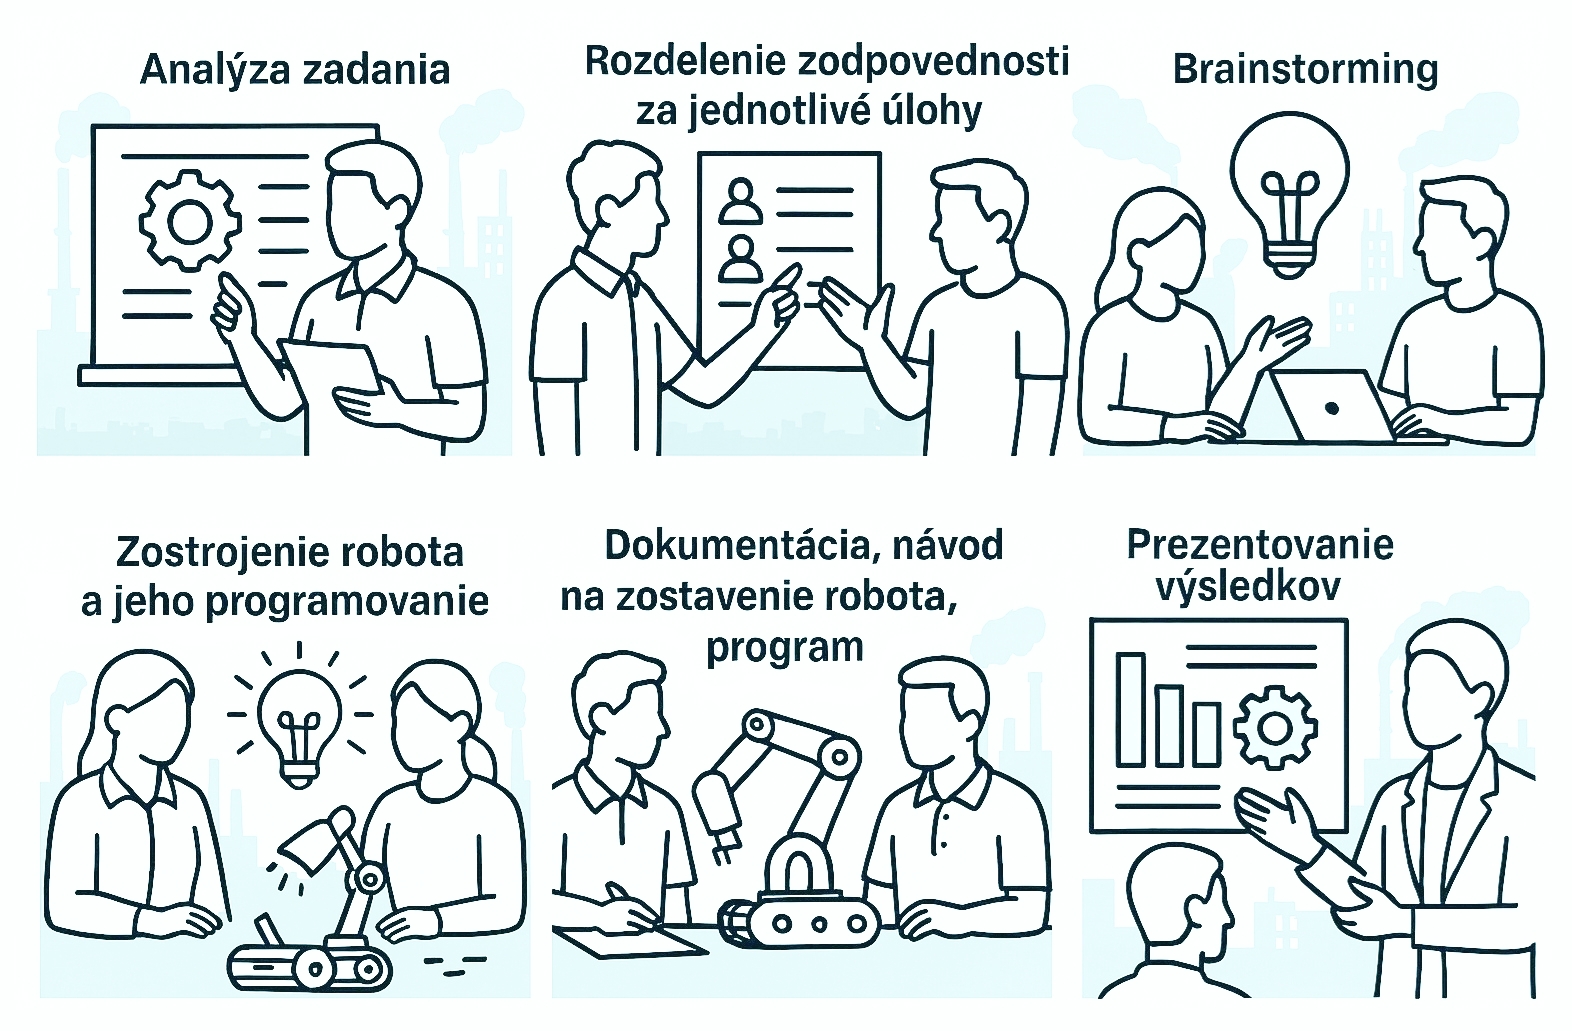 Analýza zadania
Rozdelenie zodpovednosti
za jednotlivé úlohy
Brainstorming
Zostrojenie robota
a jeho programovanie
Dokumentácia, návod
na zostavenie robota,
program
Prezentovanie
výsledkov